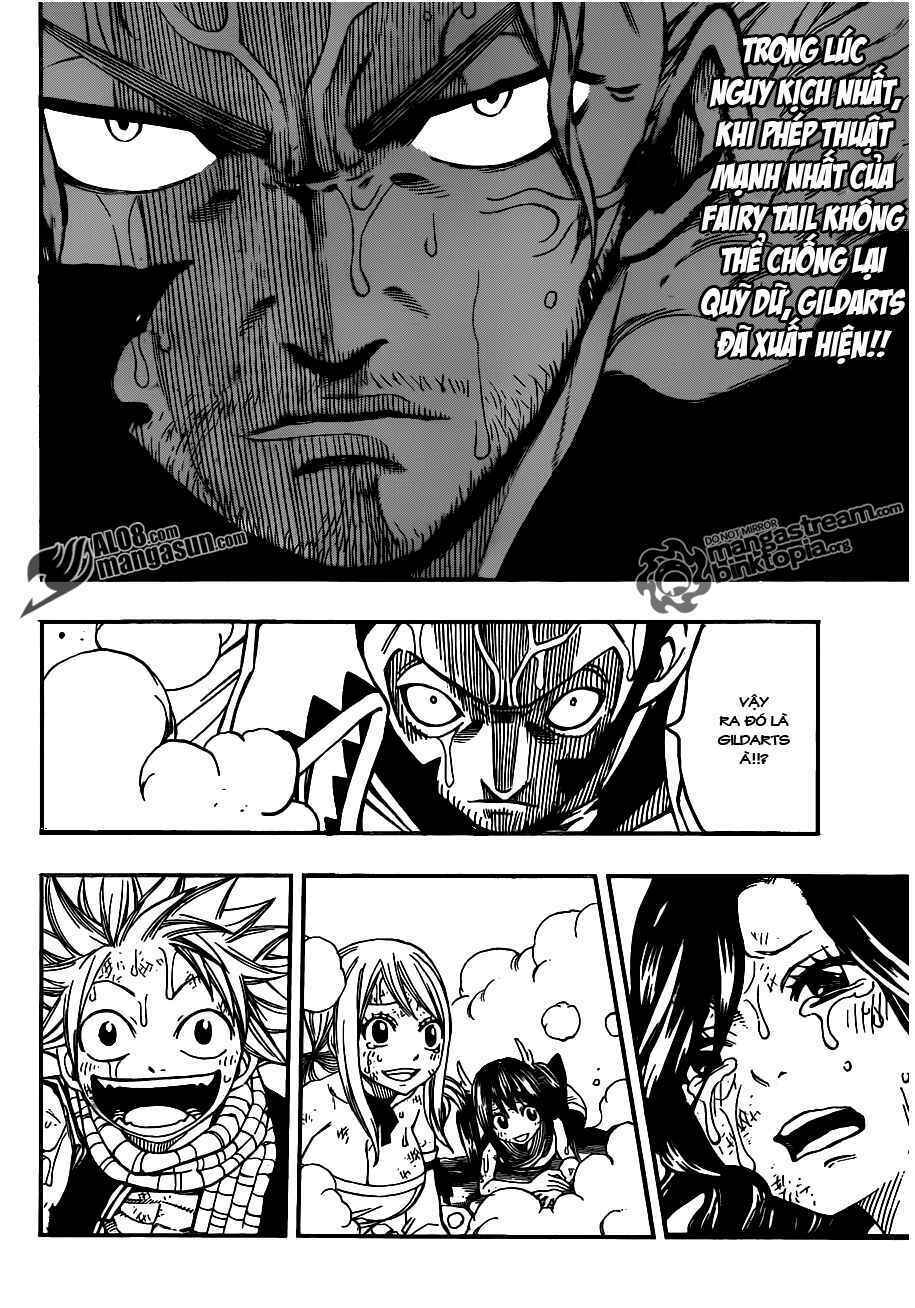 TRONG LÚC
NGUY KỊCH NHẤT,
KHI PHÉP THUẬT
MẠNH NHẤT CỦA
FAIRY TAIL KHÔNG
THỂ CHỐNG LẠI
QUỶ DỮ, GILDARTS
ĐÃ XUẤT HIỆN!!
AL08.com
mangasun.com
DO NOT MIRROR
mangastream.com
binktopia.org
VẬY
RA ĐÓ LÀ
GILDARTS
À!!?